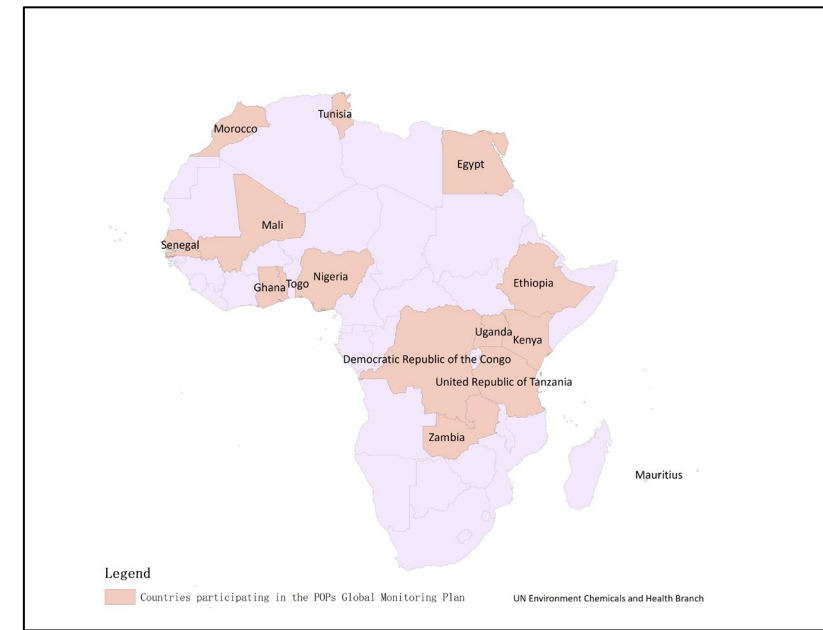 Tunisia
Morocco
Egypt
Mali
Senegal
Nigeria
Ghana
Togo
Ethiopia
Uganda
Kenya
Democratic Republic of the Congo
United Republic of Tanzania
Zambia
Mauritius
Legend
Countries participating in the POPs Global Monitoring Plan
UN Environment Chemicals and Health Branch